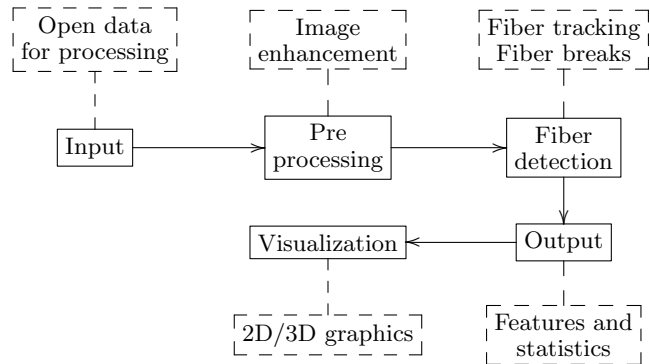 Open data
for processing
Image
enhancement
Fiber tracking
Fiber breaks
Input
Pre
processing
Fiber
detection
Visualization
Output
2D/3D graphics
Features and
statistics